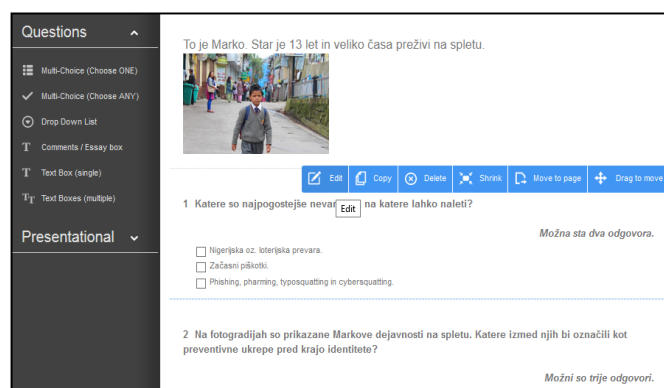 Questions
Multi-Choice (Choose ONE)
Multi-Choice (Choose ANY)
Drop Down List
T Comments / Essay box
T Text Box (single)
TT Text Boxes (multiple)
Presentational
To je Marko. Star je 13 let in veliko časa preživi na spletu.
Edit Copy Delete Shrink Move to page Drag to move
1 Katere so najpogostejše nevar na katere lahko naleti?
Edit
Možna sta dva odgovora.
Nigerijska oz. loterijska prevara.
Začasni piškotki.
Phishing, pharming, typosquatting in cybersquatting.
2 Na fotografijah so prikazane Markove dejavnosti na spletu. Katere izmed njih bi označili kot
preventivne ukrepe pred krajo identitete?
Možni so trije odgovori.